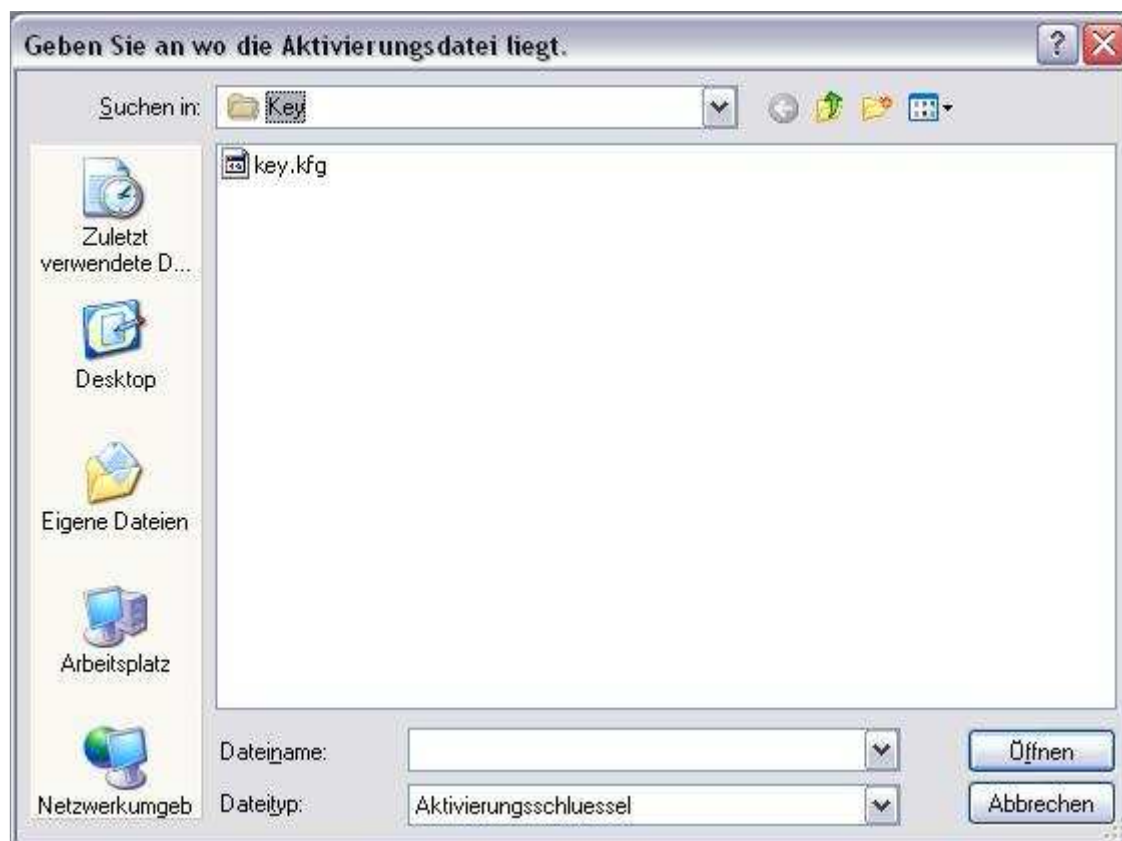 Geben Sie an wo die Aktivierungsdatei liegt.
Suchen in:
Key
key.kfg
Zuletzt
verwendete D...
Desktop
Eigene Dateien
Arbeitsplatz
Netzwerkumgeb
Dateiname:
Öffnen
Dateityp:
Aktivierungsschluessel
Abbrechen